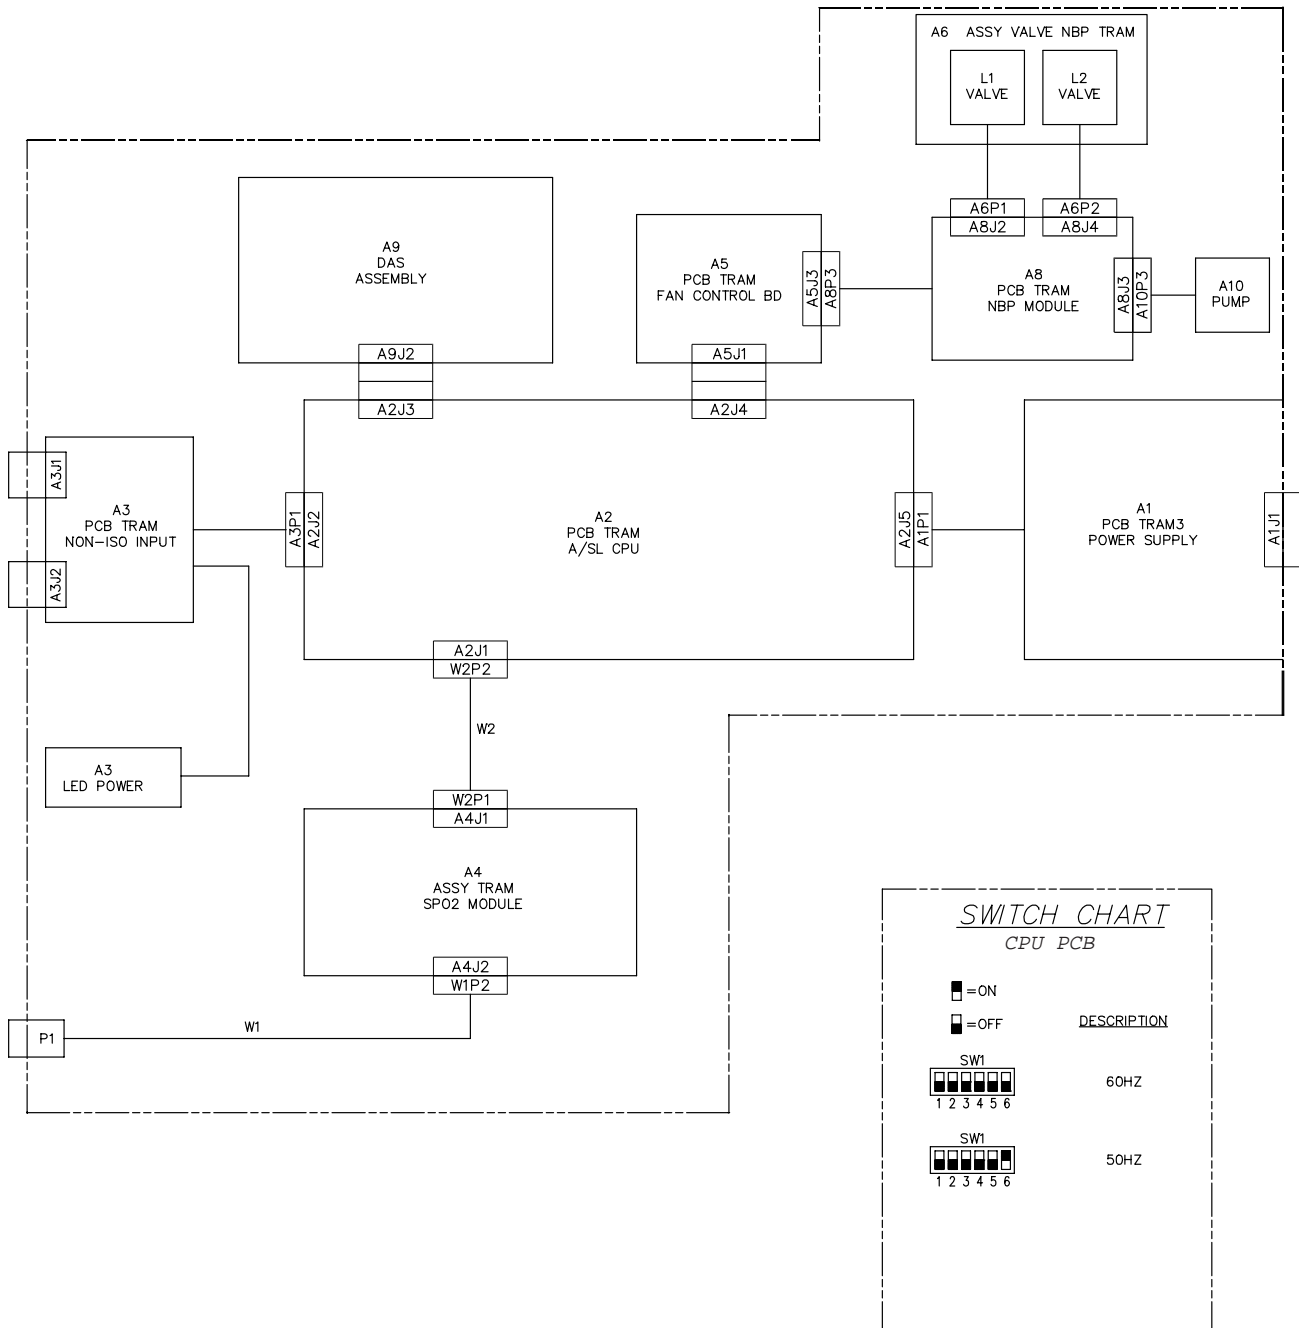 A6 ASSY VALVE NBP TRAM
L1
VALVE
L2
VALVE
A6P1
A8J2
A6P2
A8J4
A9
DAS
ASSEMBLY
A5
PCB TRAM
FAN CONTROL BD
A5J3
A8P3
A8
PCB TRAM
NBP MODULE
A8J3
A10P3
A10
PUMP
A9J2
A2J3
A5J1
A2J4
A3J1
A3J2
A3
PCB TRAM
NON-ISO INPUT
A3P1
A2J2
A2
PCB TRAM
A/SL CPU
A2J5
A1P1
A1
PCB TRAM3
POWER SUPPLY
A1J1
A2J1
W2P2
W2
A3
LED POWER
W2P1
A4J1
A4
ASSY TRAM
SPO2 MODULE
A4J2
W1P2
W1
P1
SWITCH CHART
CPU PCB
=ON
=OFF
DESCRIPTION
SW1
1 2 3 4 5 6
60HZ
SW1
1 2 3 4 5 6
50HZ